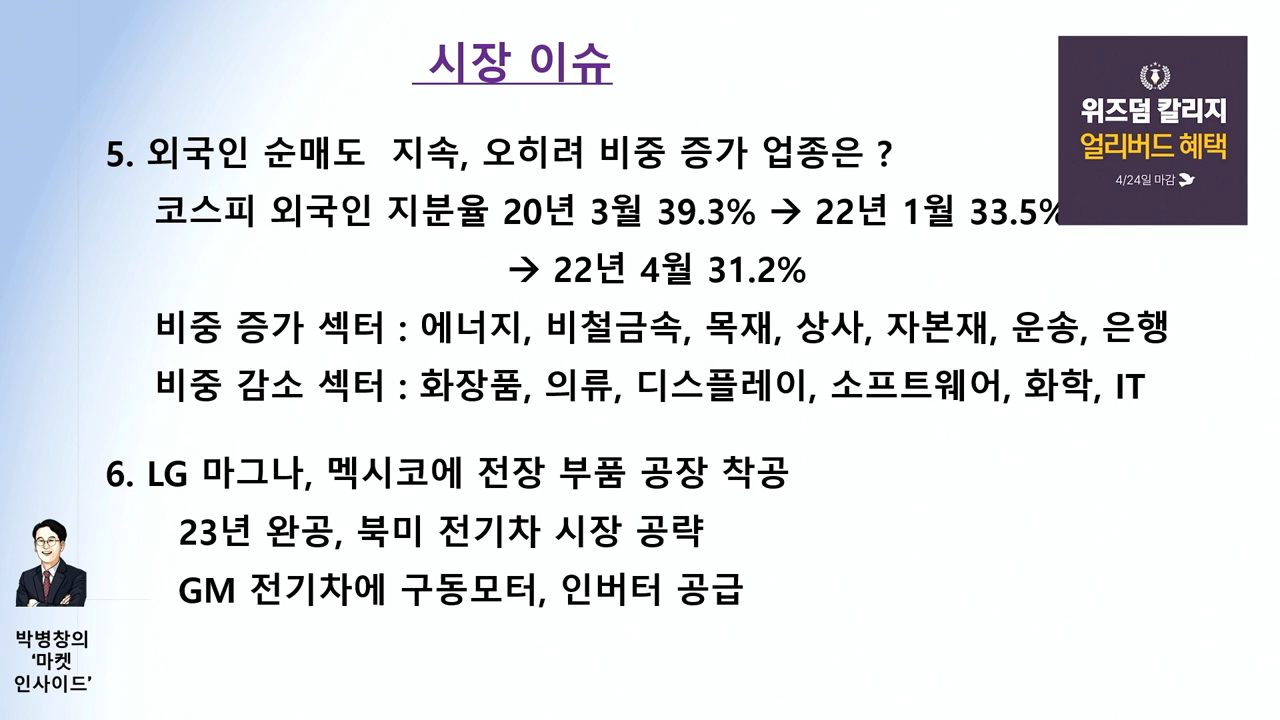 시장 이슈
위즈덤 칼리지
얼리버드 혜택
4/24일 마감
5. 외국인 순매도 지속, 오히려 비중 증가 업종은 ?
코스피 외국인 지분율 20년 3월 39.3% → 22년 1월 33.5%
→ 22년 4월 31.2%
비중 증가 섹터 : 에너지, 비철금속, 목재, 상사, 자본재, 운송, 은행
비중 감소 섹터 : 화장품, 의류, 디스플레이, 소프트웨어, 화학, IT
6. LG 마그나, 멕시코에 전장 부품 공장 착공
23년 완공, 북미 전기차 시장 공략
GM 전기차에 구동모터, 인버터 공급
박병창의
‘마켓
인사이드’